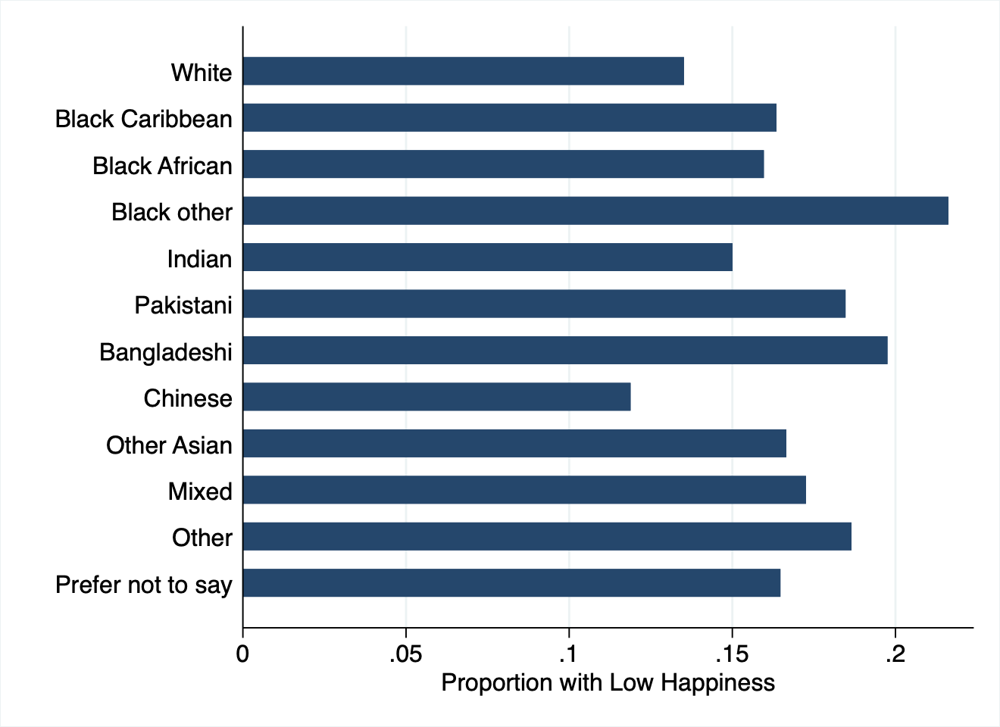 White
Black Caribbean
Black African
Black other
Indian
Pakistani
Bangladeshi
Chinese
Other Asian
Mixed
Other
Prefer not to say
0 .05 .1 .15 .2
Proportion with Low Happiness